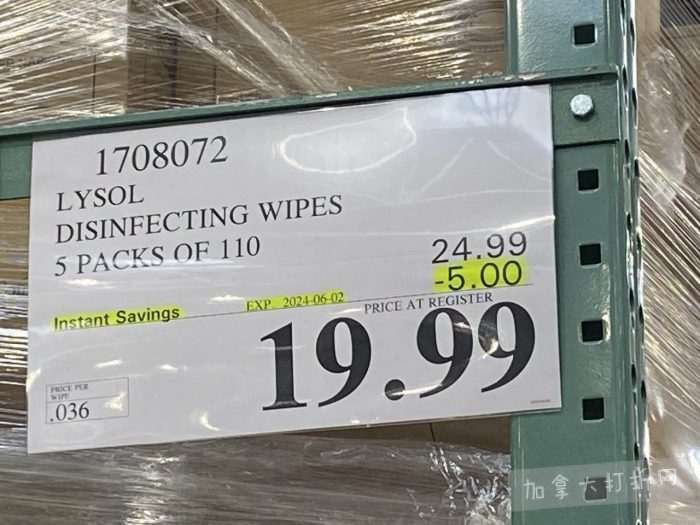 1708072
LYSOL
DISINFECTING WIPES
5 PACKS OF 110
24.99
-5.00
Instant Savings
EXP 2024-06-02
PRICE AT REGISTER
19.99
PRICE PER
WIPE
.036
加拿大打折网